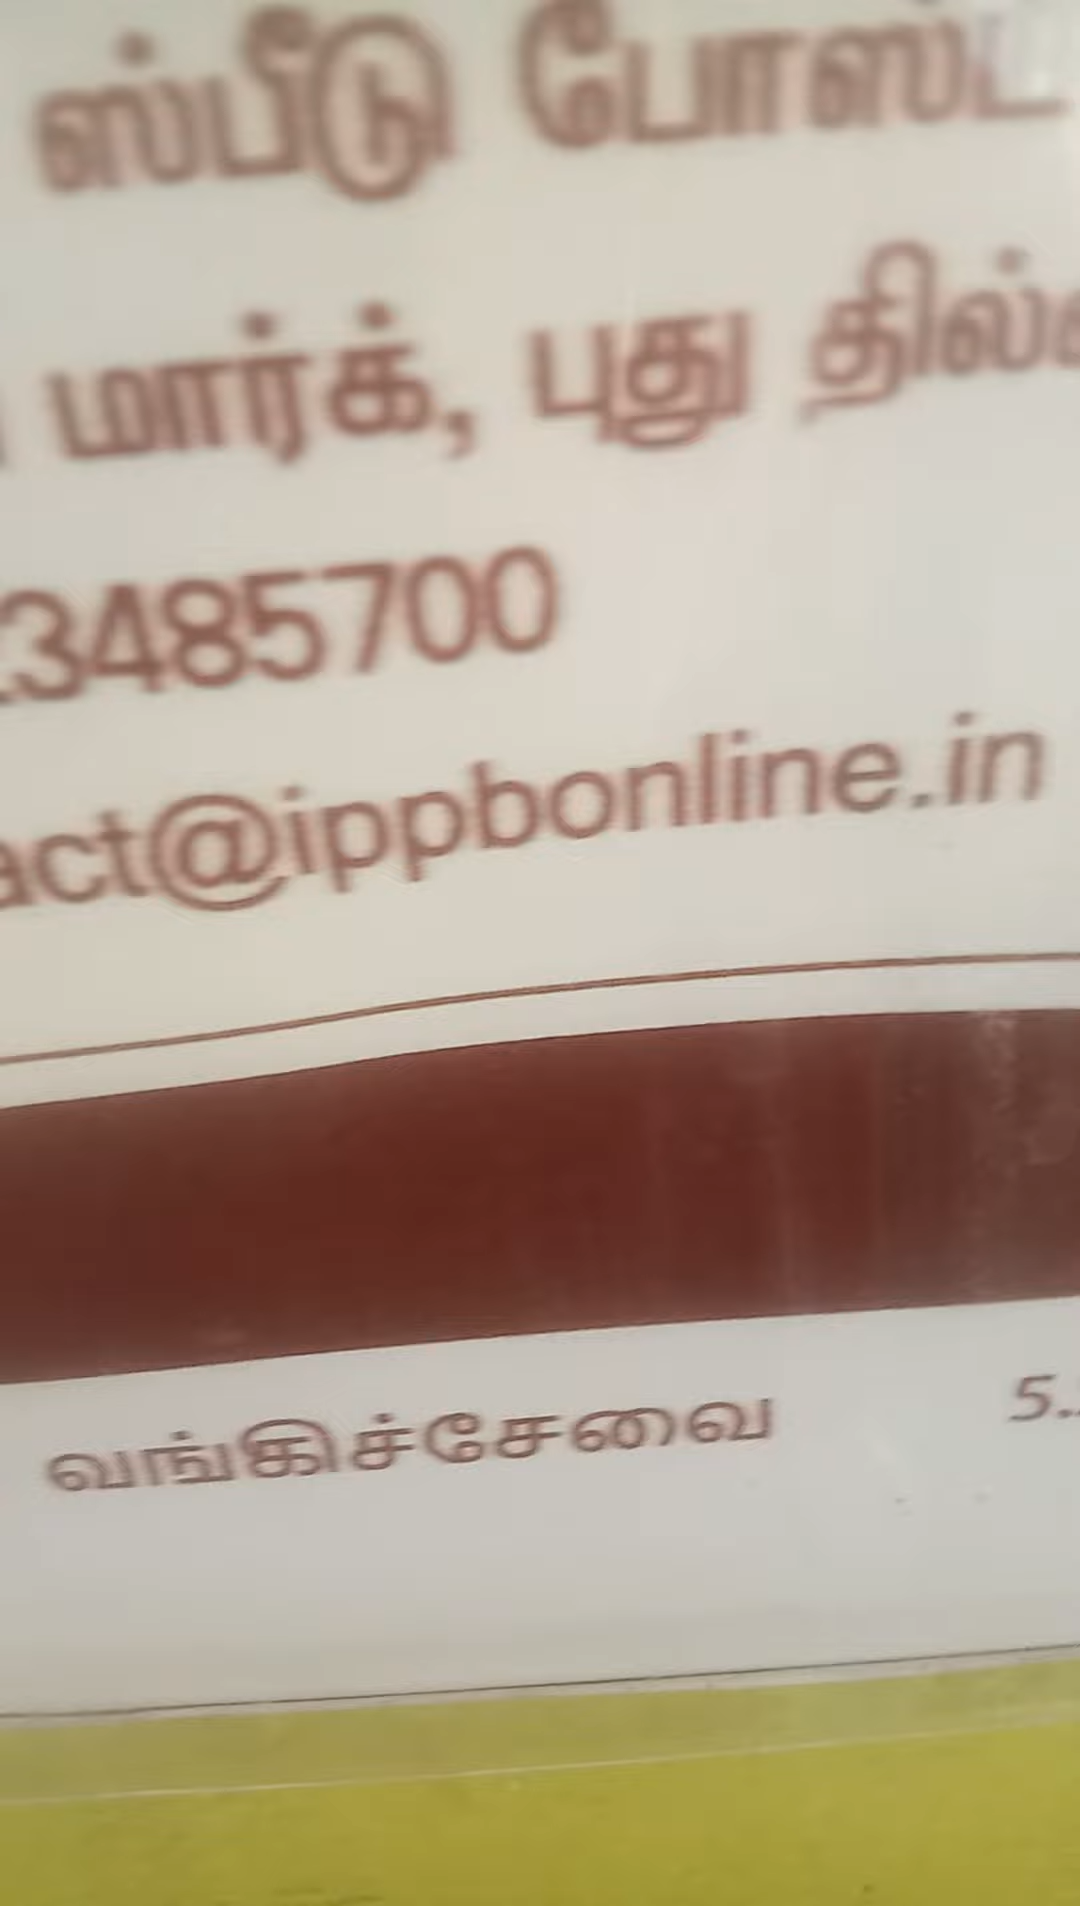 ஸ்பீடு போஸ்ட்
மார்க், புது
3485700
act@ippbonline.in
வங்கிச்சேவை 5.